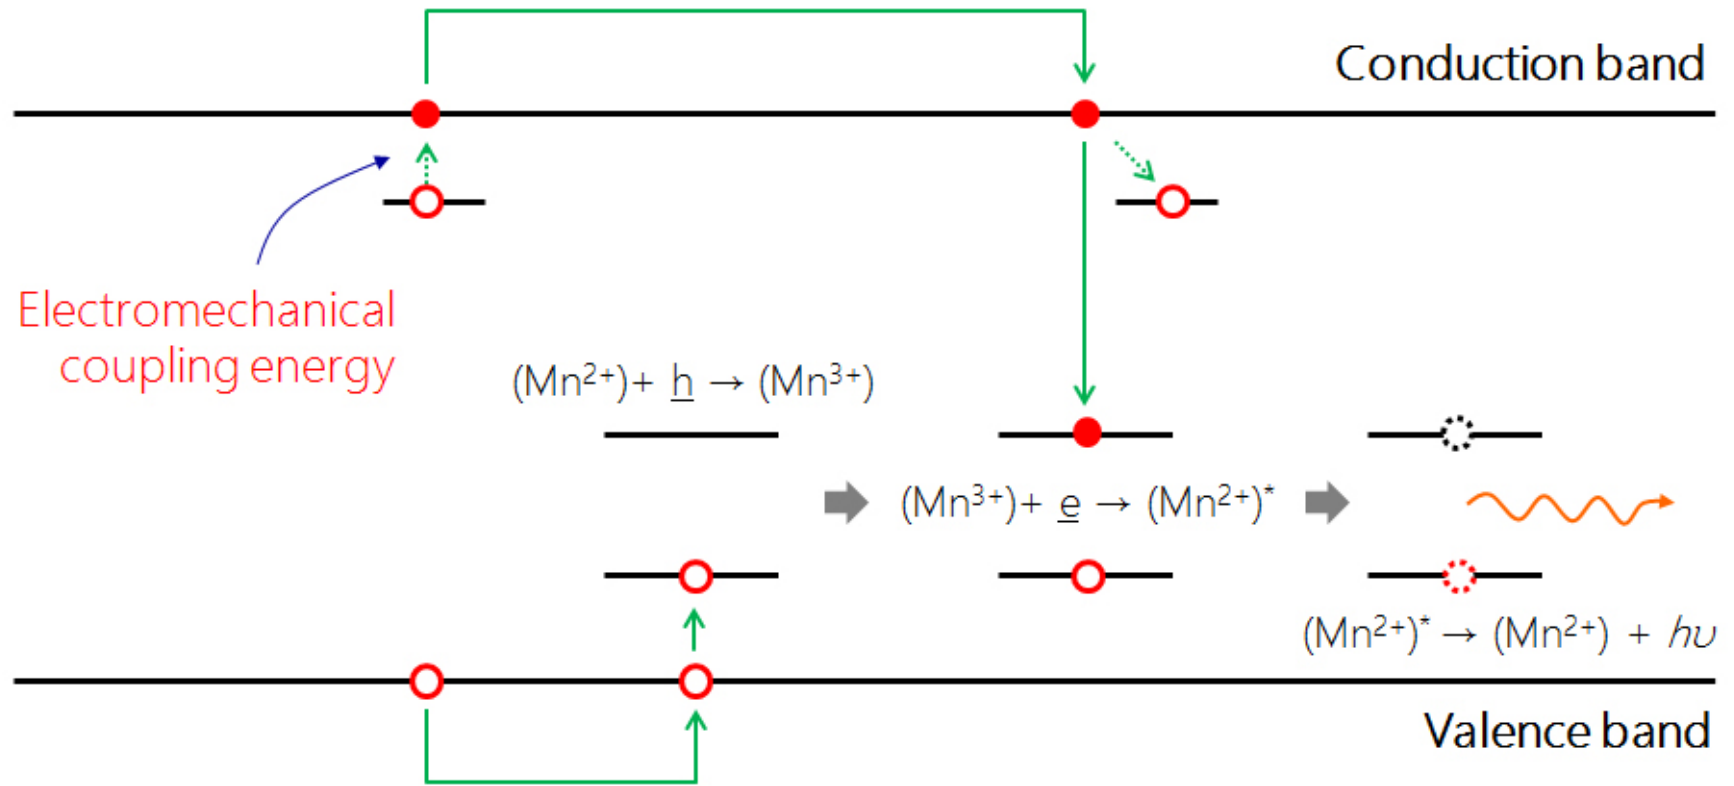 Conduction band
Electromechanical
coupling energy
(Mn²⁺)+ h → (Mn³⁺)
(Mn³⁺)+ e → (Mn²⁺)*
(Mn²⁺)* → (Mn²⁺) + hυ
Valence band